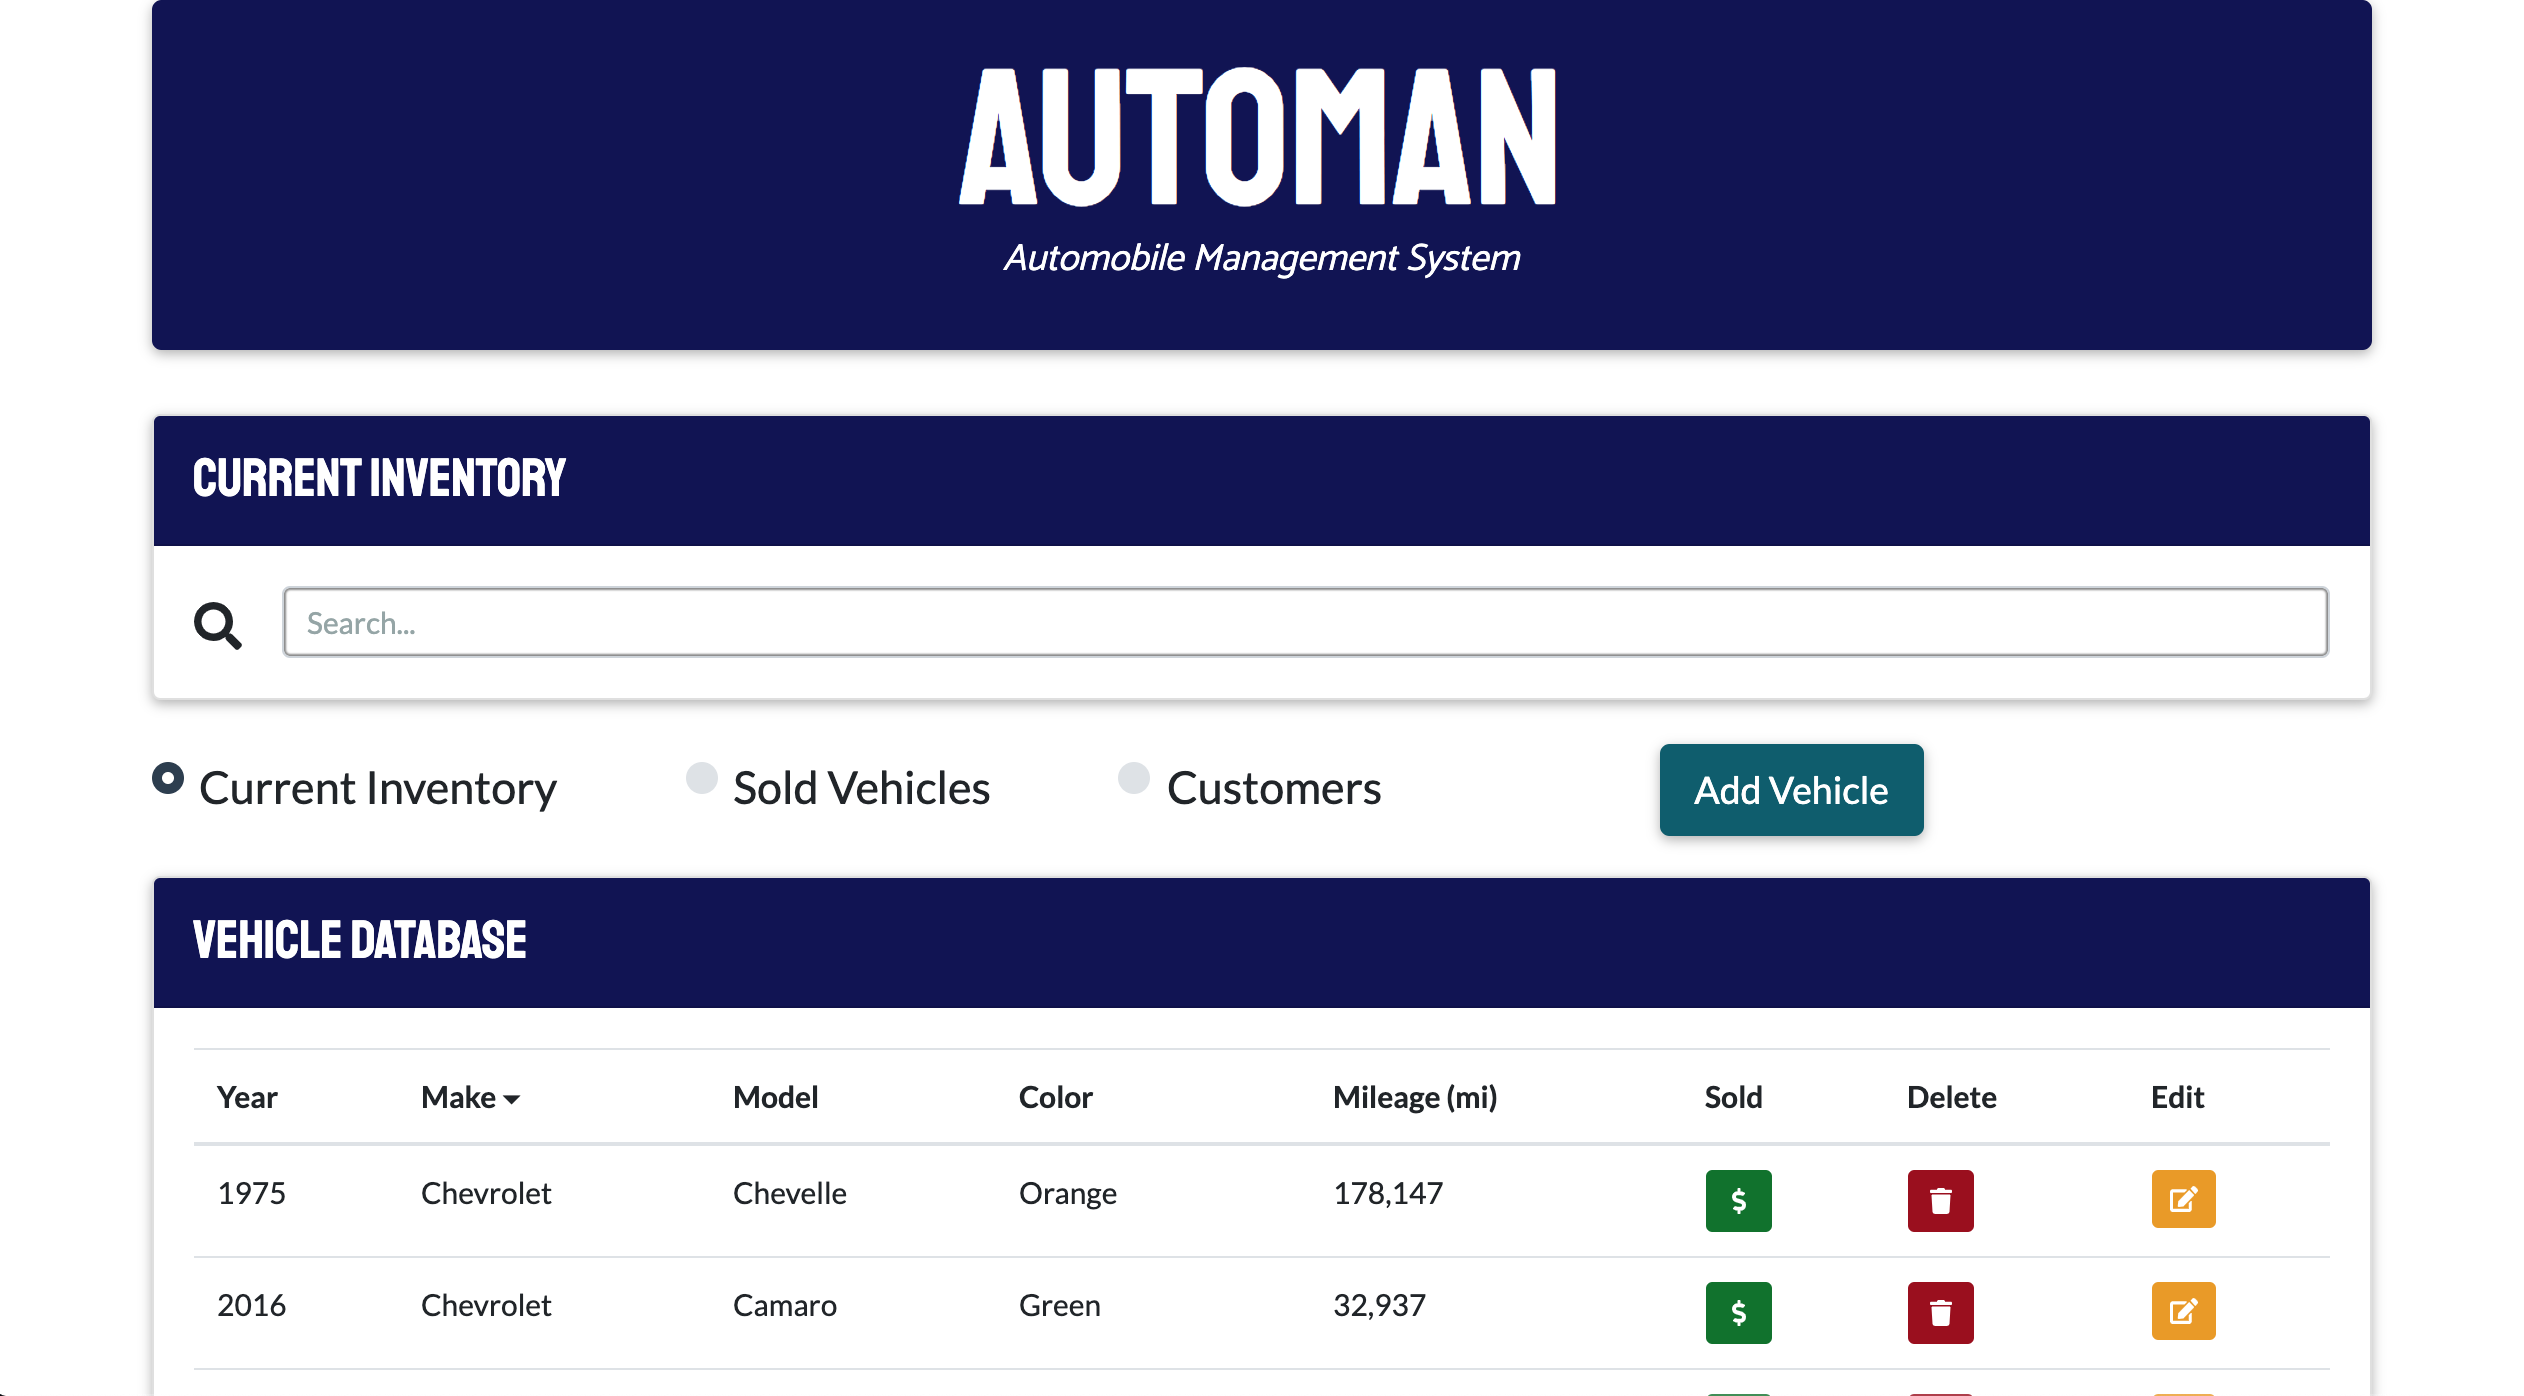 AUTOMAN
Automobile Management System
CURRENT INVENTORY
Search...
Current Inventory Sold Vehicles Customers Add Vehicle
VEHICLE DATABASE
Year Make Model Color Mileage (mi) Sold Delete Edit
1975 Chevrolet Chevelle Orange 178,147 $
2016 Chevrolet Camaro Green 32,937 $